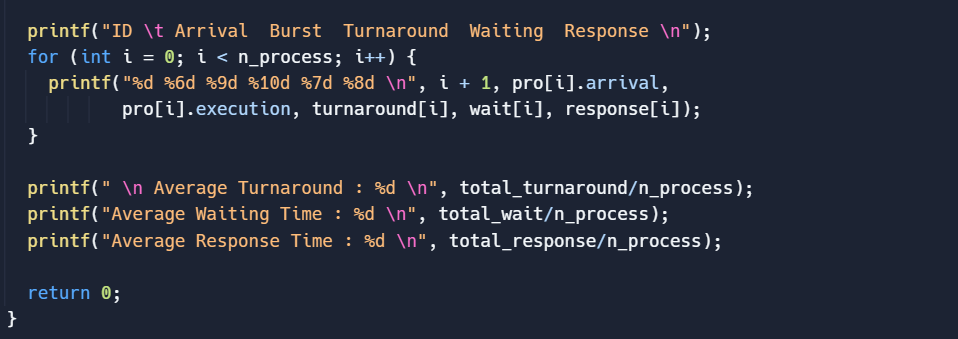 printf("ID \t Arrival  Burst  Turnaround  Waiting  Response \n");
for (int i = 0; i < n_process; i++) {
printf("%d %6d %9d %10d %7d %8d \n", i + 1, pro[i].arrival,
pro[i].execution, turnaround[i], wait[i], response[i]);
}
printf(" \n Average Turnaround : %d \n", total_turnaround/n_process);
printf("Average Waiting Time : %d \n", total_wait/n_process);
printf("Average Response Time : %d \n", total_response/n_process);
return 0;
}